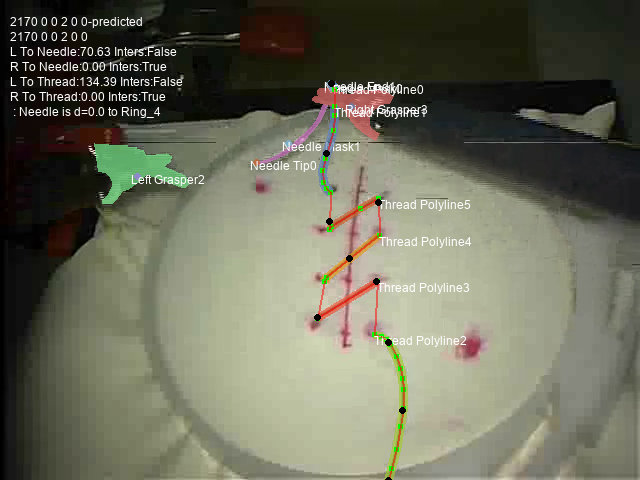 2170 0 0 2 0 0-predicted
2170 0 0 2 0 0
L To Needle:70.63 Inters:False
R To Needle:0.00 Inters:True
L To Thread:134.39 Inters:False
R To Thread:0.00 Inters:True
: Needle is d=0.0 to Ring_4
Thread Polyline0
Right Grasper3
Thread Polyline1
Needle Mask1
Needle Tip0
Left Grasper2
Thread Polyline5
Thread Polyline4
Thread Polyline3
Thread Polyline2